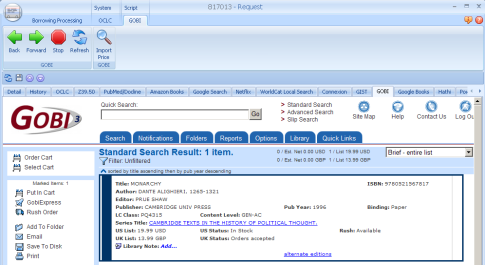 System Script B17013 - Request
Borrowing Processing OCLC GOBI
Back Forward Stop Refresh Import Price
GOBI GOBI
Detail History OCLC Z39.50 PubMed/Docline Amazon Books Google Search Netflix WorldCat Local Search Connexion GIST GOBI Google Books Hathi
GOBI 3
Quick Search:
Go
> Standard Search
> Advanced Search
> Slip Search
Site Map Help Contact Us Log Ou
Search Notifications Folders Reports Options Library Quick Links
Order Cart
Select Cart
Marked Items: 1
Put In Cart
GobiExpress
Rush Order
Add To Folder
Email
Save To Disk
Print
Standard Search Result: 1 item.
Filter: Unfiltered
0 / Est. Net 0.00 USD 1 / List 19.99 USD
0 / Est. Net 0.00 GBP 1 / List 13.99 GBP
Brief - entire list
sorted by title ascending then by pub year descending
Title: MONARCHY ISBN: 9780521567817
Author: DANTE ALIGHIERI, 1265-1321
Editor: PRUE SHAW
Publisher: CAMBRIDGE UNIV PRESS Pub Year: 1996 Binding: Paper
LC Class: PQ4315 Content Level: GEN-AC
Series Title: CAMBRIDGE TEXTS IN THE HISTORY OF POLITICAL THOUGHT.
US List: 19.99 USD US Status: In Stock Rush: Available
UK List: 13.99 GBP UK Status: Orders accepted
Library Note: Add...
alternate editions